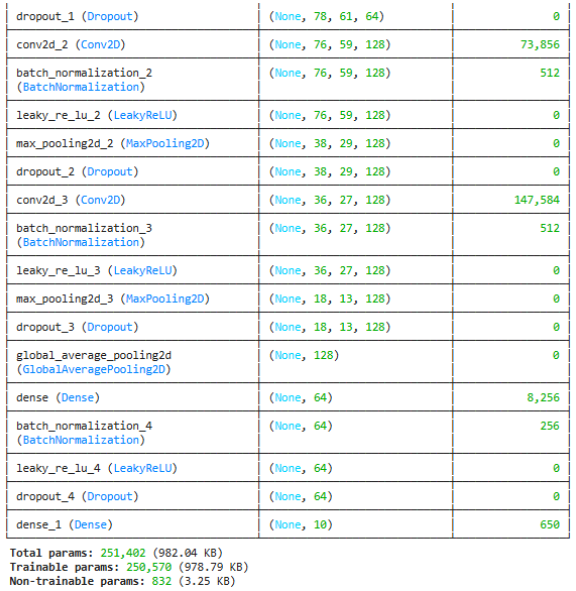 dropout_1 (Dropout) (None, 78, 61, 64) 0
conv2d_2 (Conv2D) (None, 76, 59, 128) 73,856
batch_normalization_2 (None, 76, 59, 128) 512
(BatchNormalization)
leaky_re_lu_2 (LeakyReLU) (None, 76, 59, 128) 0
max_pooling2d_2 (MaxPooling2D) (None, 38, 29, 128) 0
dropout_2 (Dropout) (None, 38, 29, 128) 0
conv2d_3 (Conv2D) (None, 36, 27, 128) 147,584
batch_normalization_3 (None, 36, 27, 128) 512
(BatchNormalization)
leaky_re_lu_3 (LeakyReLU) (None, 36, 27, 128) 0
max_pooling2d_3 (MaxPooling2D) (None, 18, 13, 128) 0
dropout_3 (Dropout) (None, 18, 13, 128) 0
global_average_pooling2d (None, 128) 0
(GlobalAveragePooling2D)
dense (Dense) (None, 64) 8,256
batch_normalization_4 (None, 64) 256
(BatchNormalization)
leaky_re_lu_4 (LeakyReLU) (None, 64) 0
dropout_4 (Dropout) (None, 64) 0
dense_1 (Dense) (None, 10) 650
Total params: 251,402 (982.04 KB)
Trainable params: 250,570 (978.79 KB)
Non-trainable params: 832 (3.25 KB)